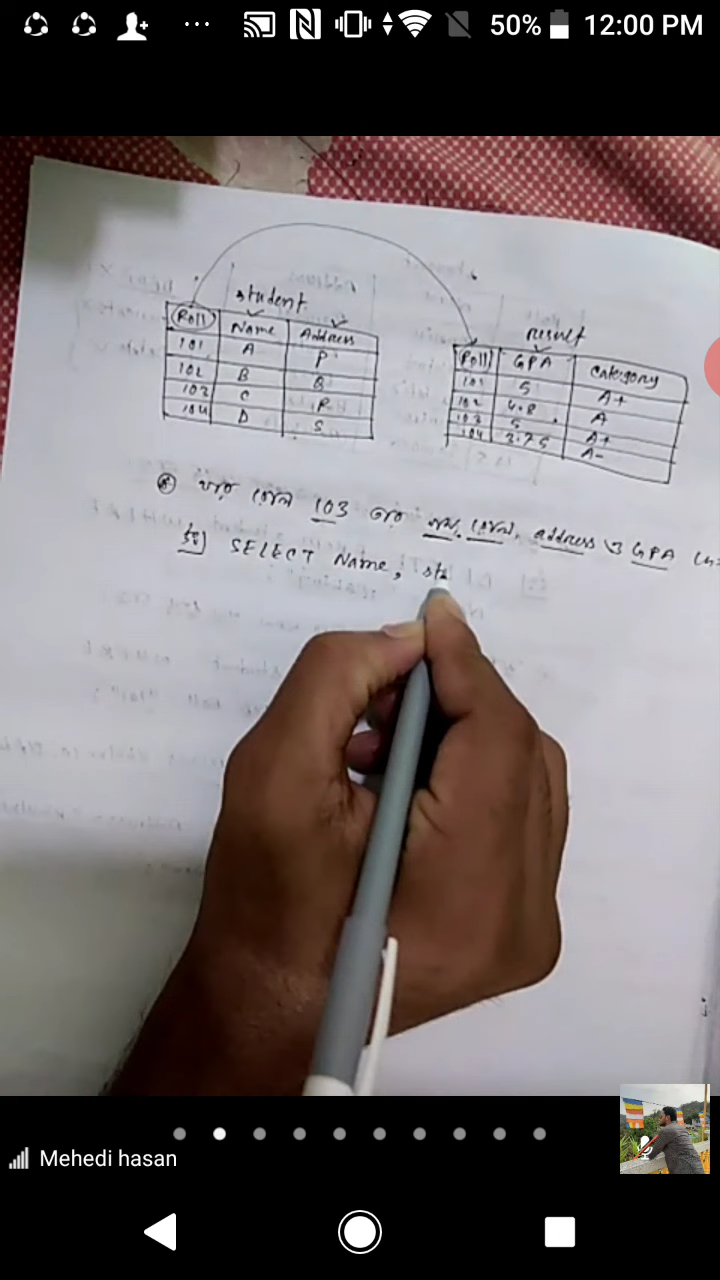 50% 12:00 PM
student
Roll Name Address
101 A P
102 B Q
103 C R
104 D S
result
Roll GPA Category
101 5 A+
102 4.8 A
103 5 A+
104 3.75 A-
যার রোল 103 তার নাম, রোল, address ও GPA
SELECT Name, st
Mehedi hasan